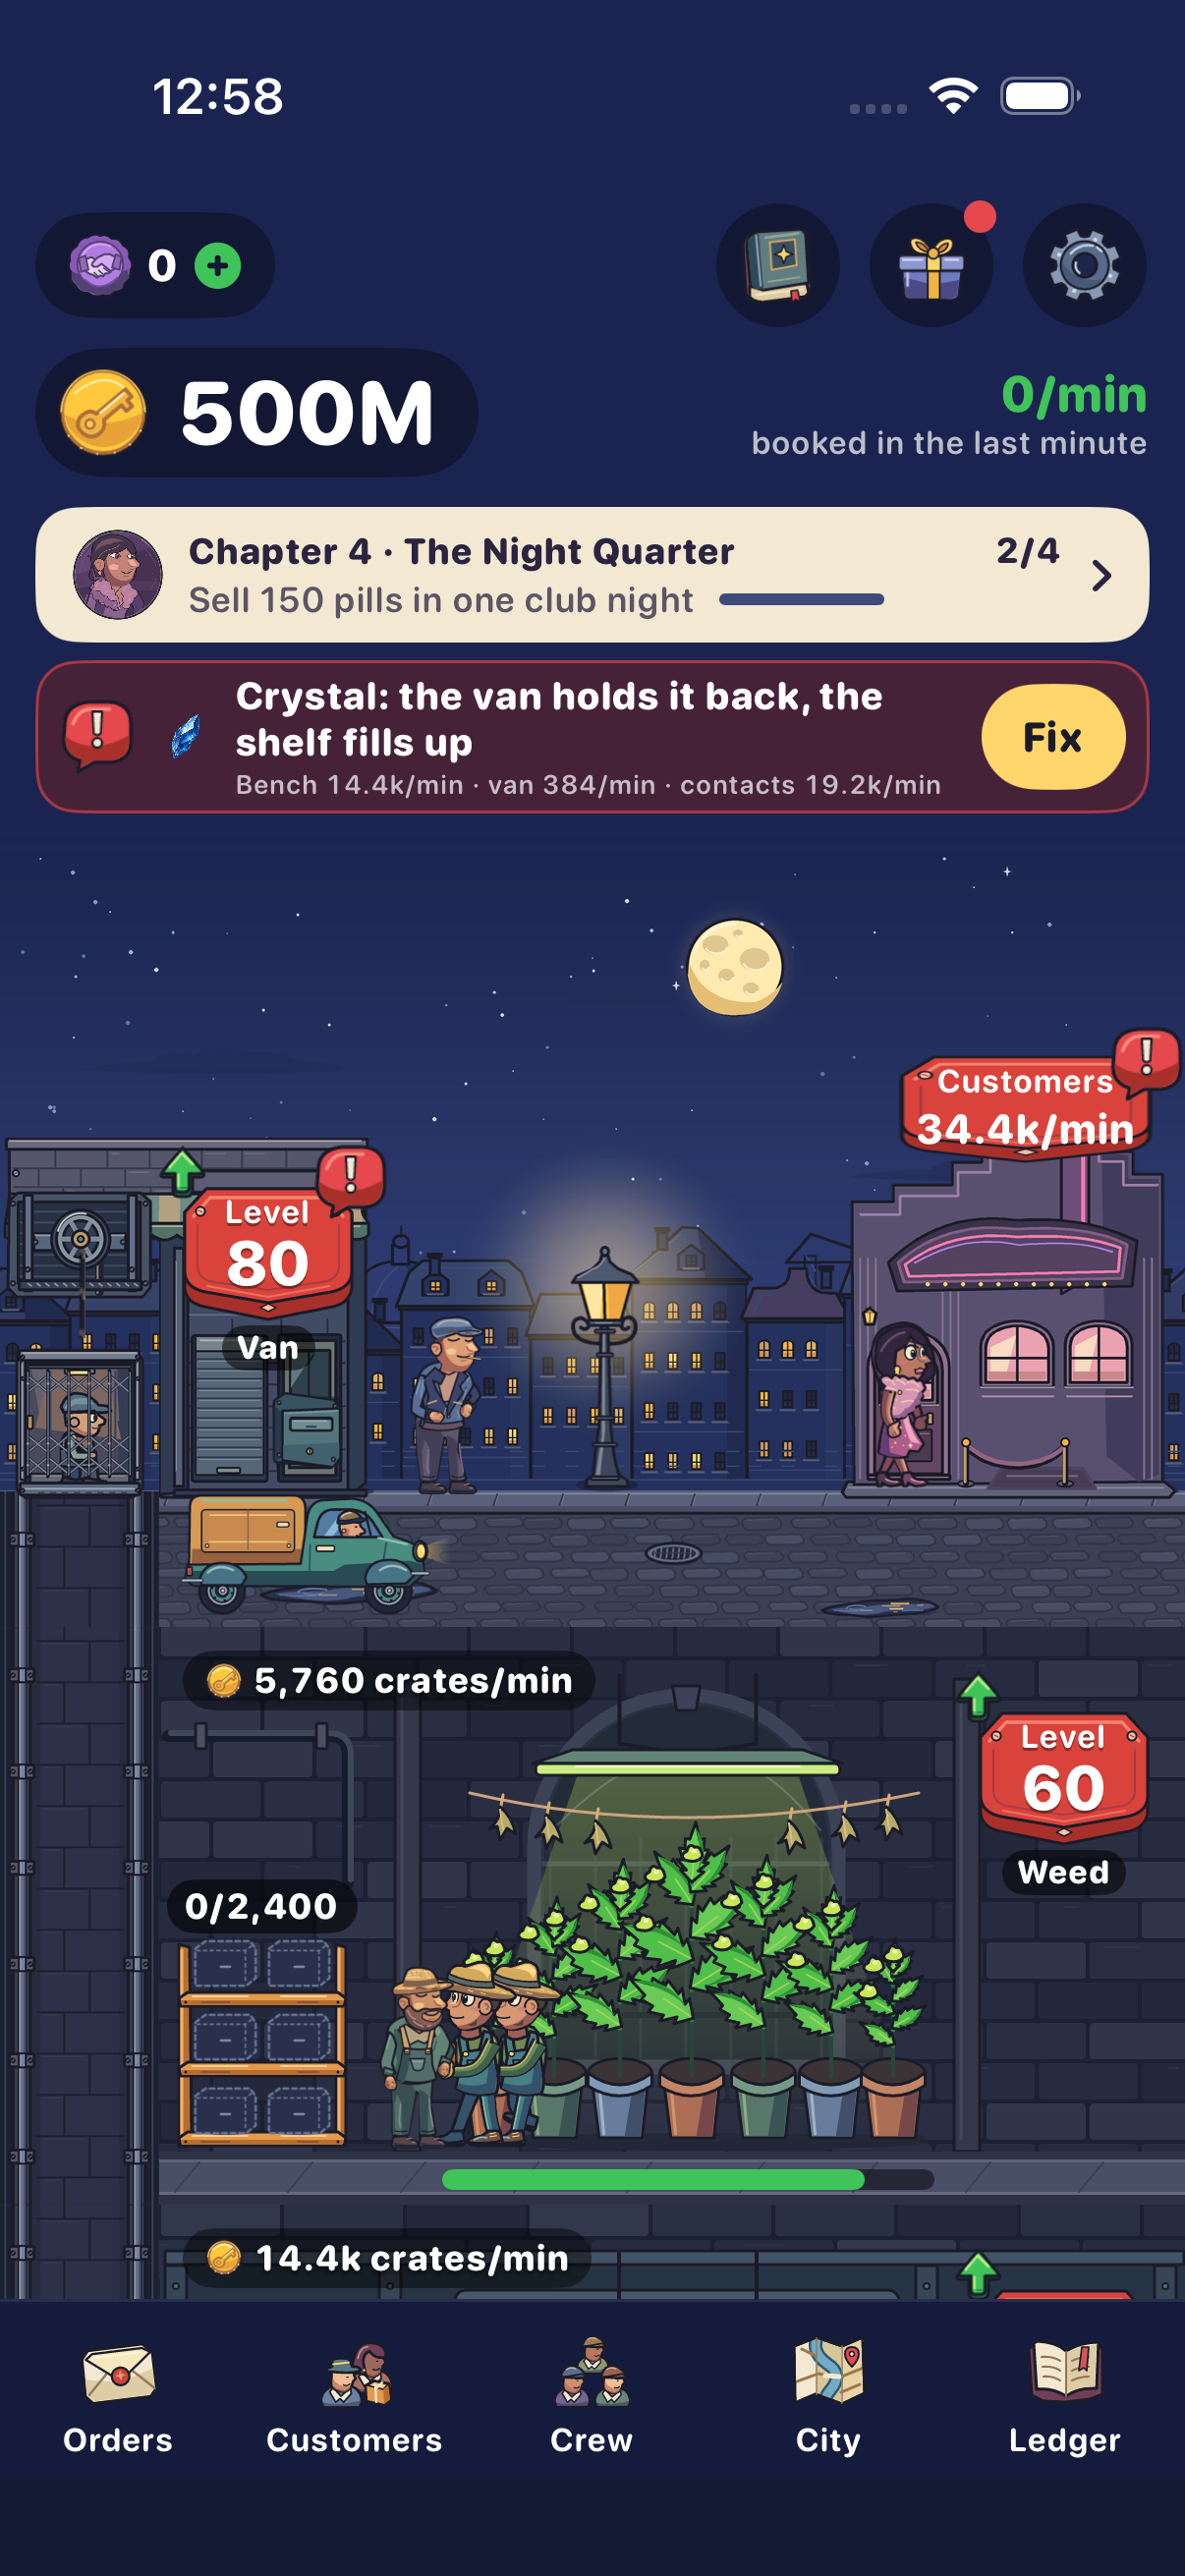 12:58
0
500M
0/min
booked in the last minute
Chapter 4 · The Night Quarter
2/4
Sell 150 pills in one club night
Crystal: the van holds it back, the
shelf fills up
Bench 14.4k/min · van 384/min · contacts 19.2k/min
Fix
Customers
34.4k/min
Level
80
Van
5,760 crates/min
Level
60
Weed
0/2,400
14.4k crates/min
Orders
Customers
Crew
City
Ledger